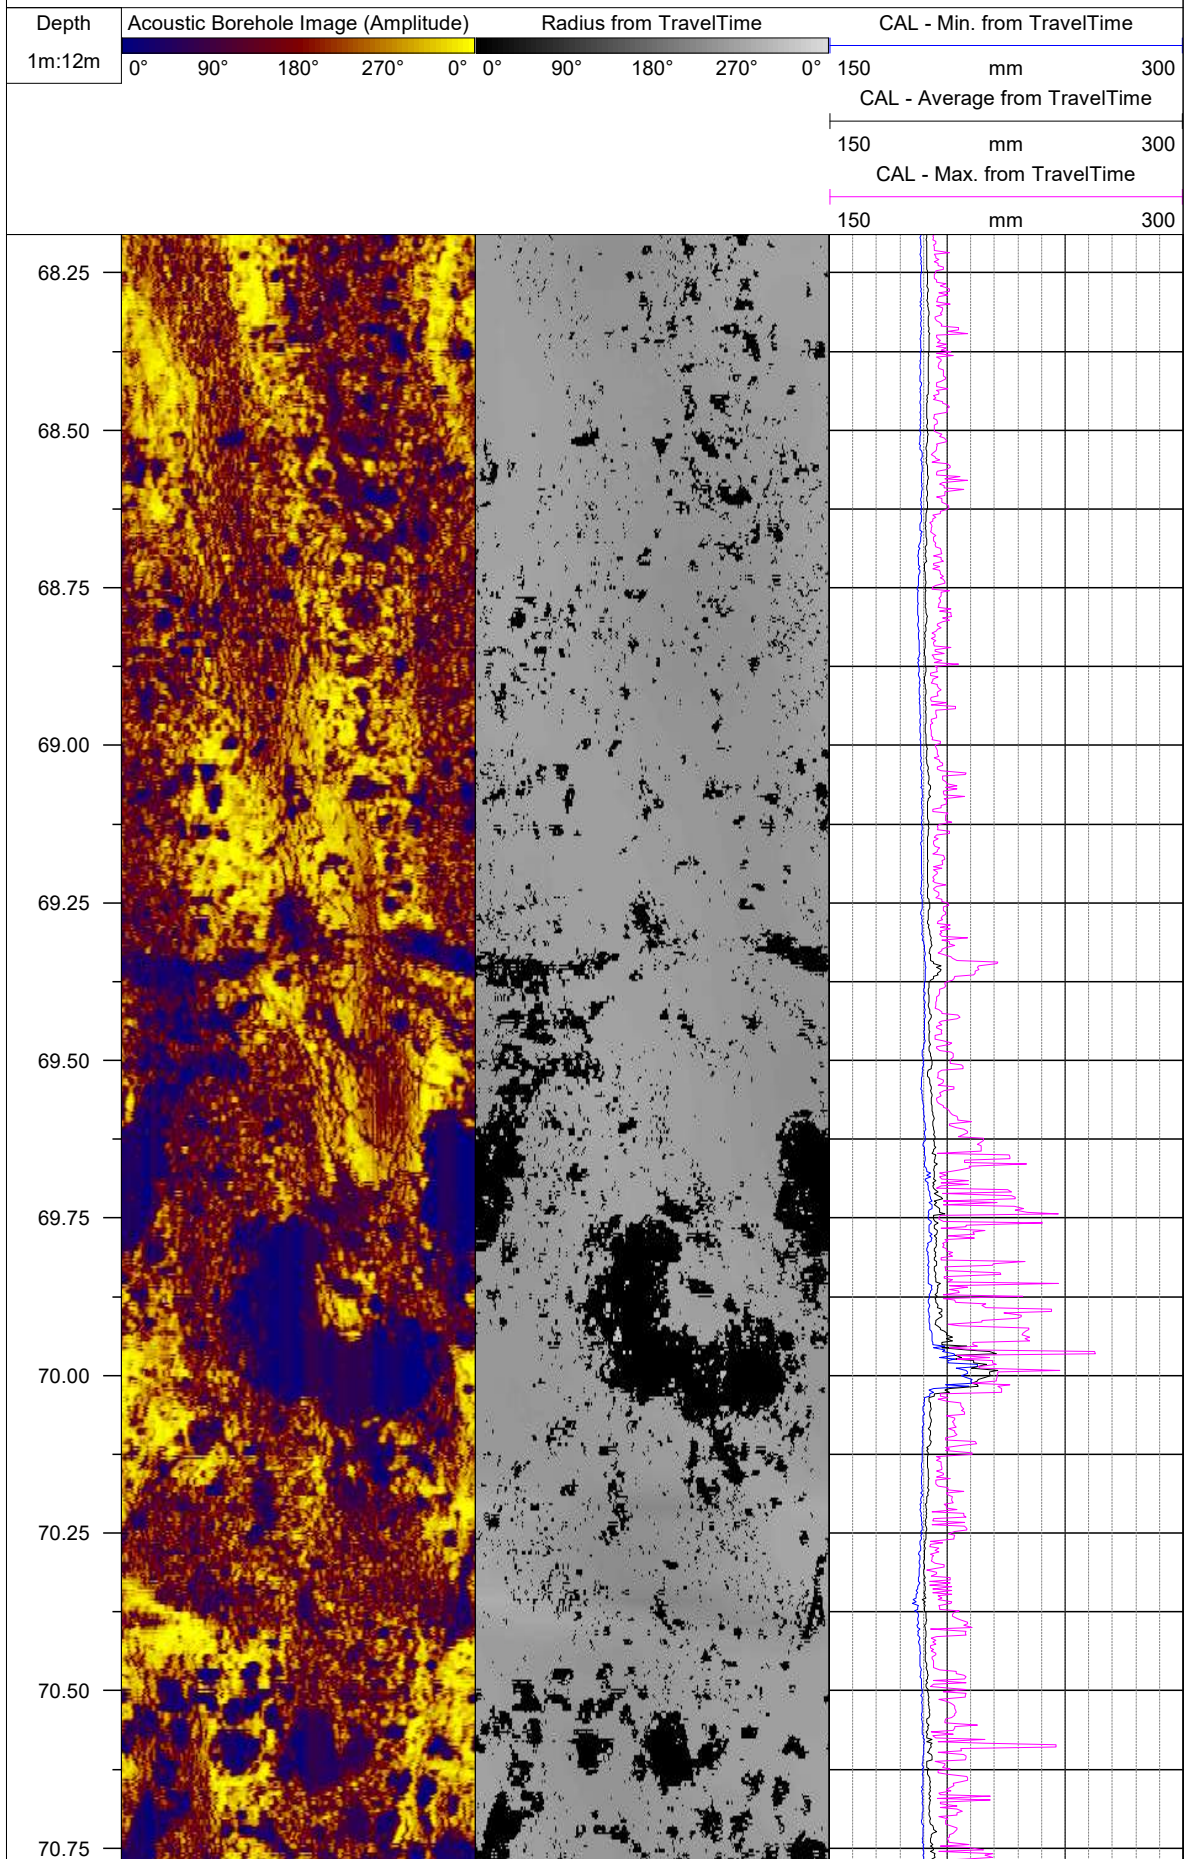 Depth
1m:12m
Acoustic Borehole Image (Amplitude)
0° 90° 180° 270° 0°
Radius from TravelTime
0° 90° 180° 270° 0°
CAL - Min. from TravelTime
150 mm 300
CAL - Average from TravelTime
150 mm 300
CAL - Max. from TravelTime
150 mm 300
68.25
68.50
68.75
69.00
69.25
69.50
69.75
70.00
70.25
70.50
70.75